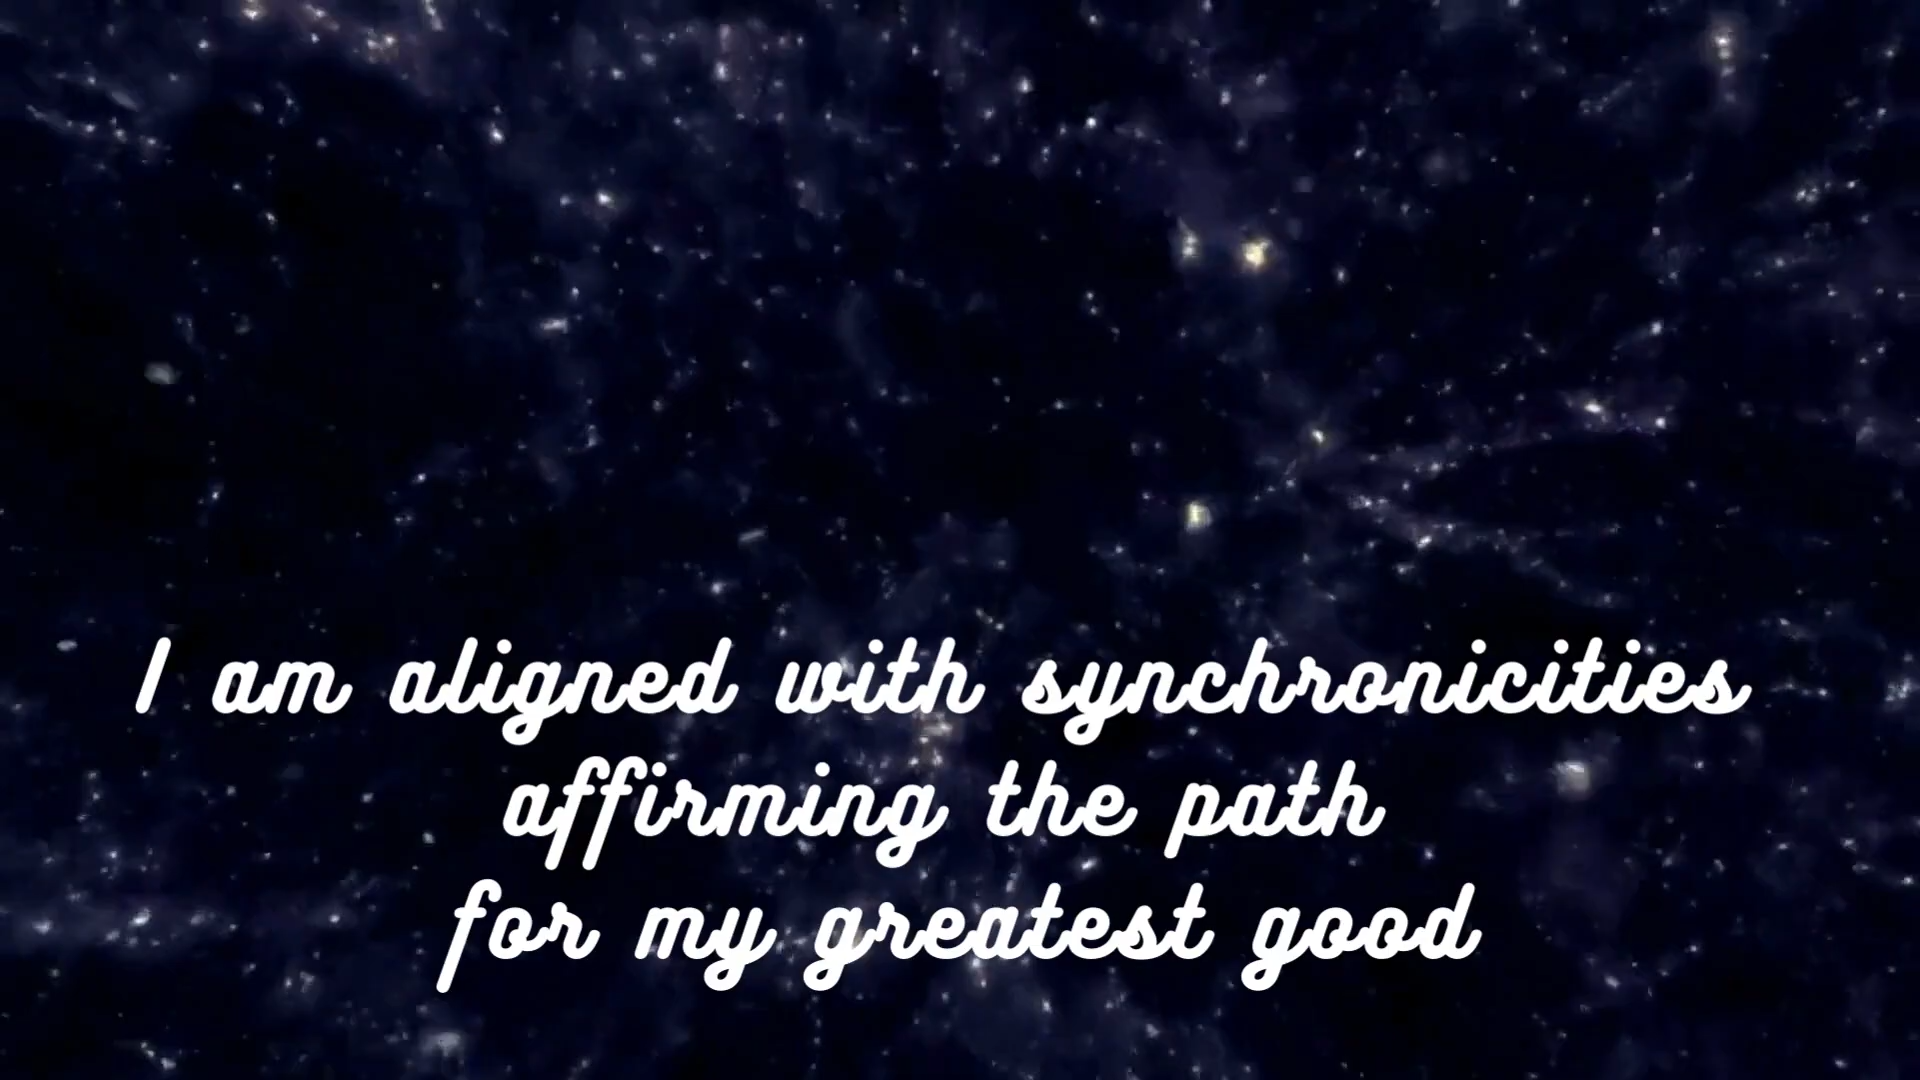 I am aligned with synchronicities
affirming the path
for my greatest good